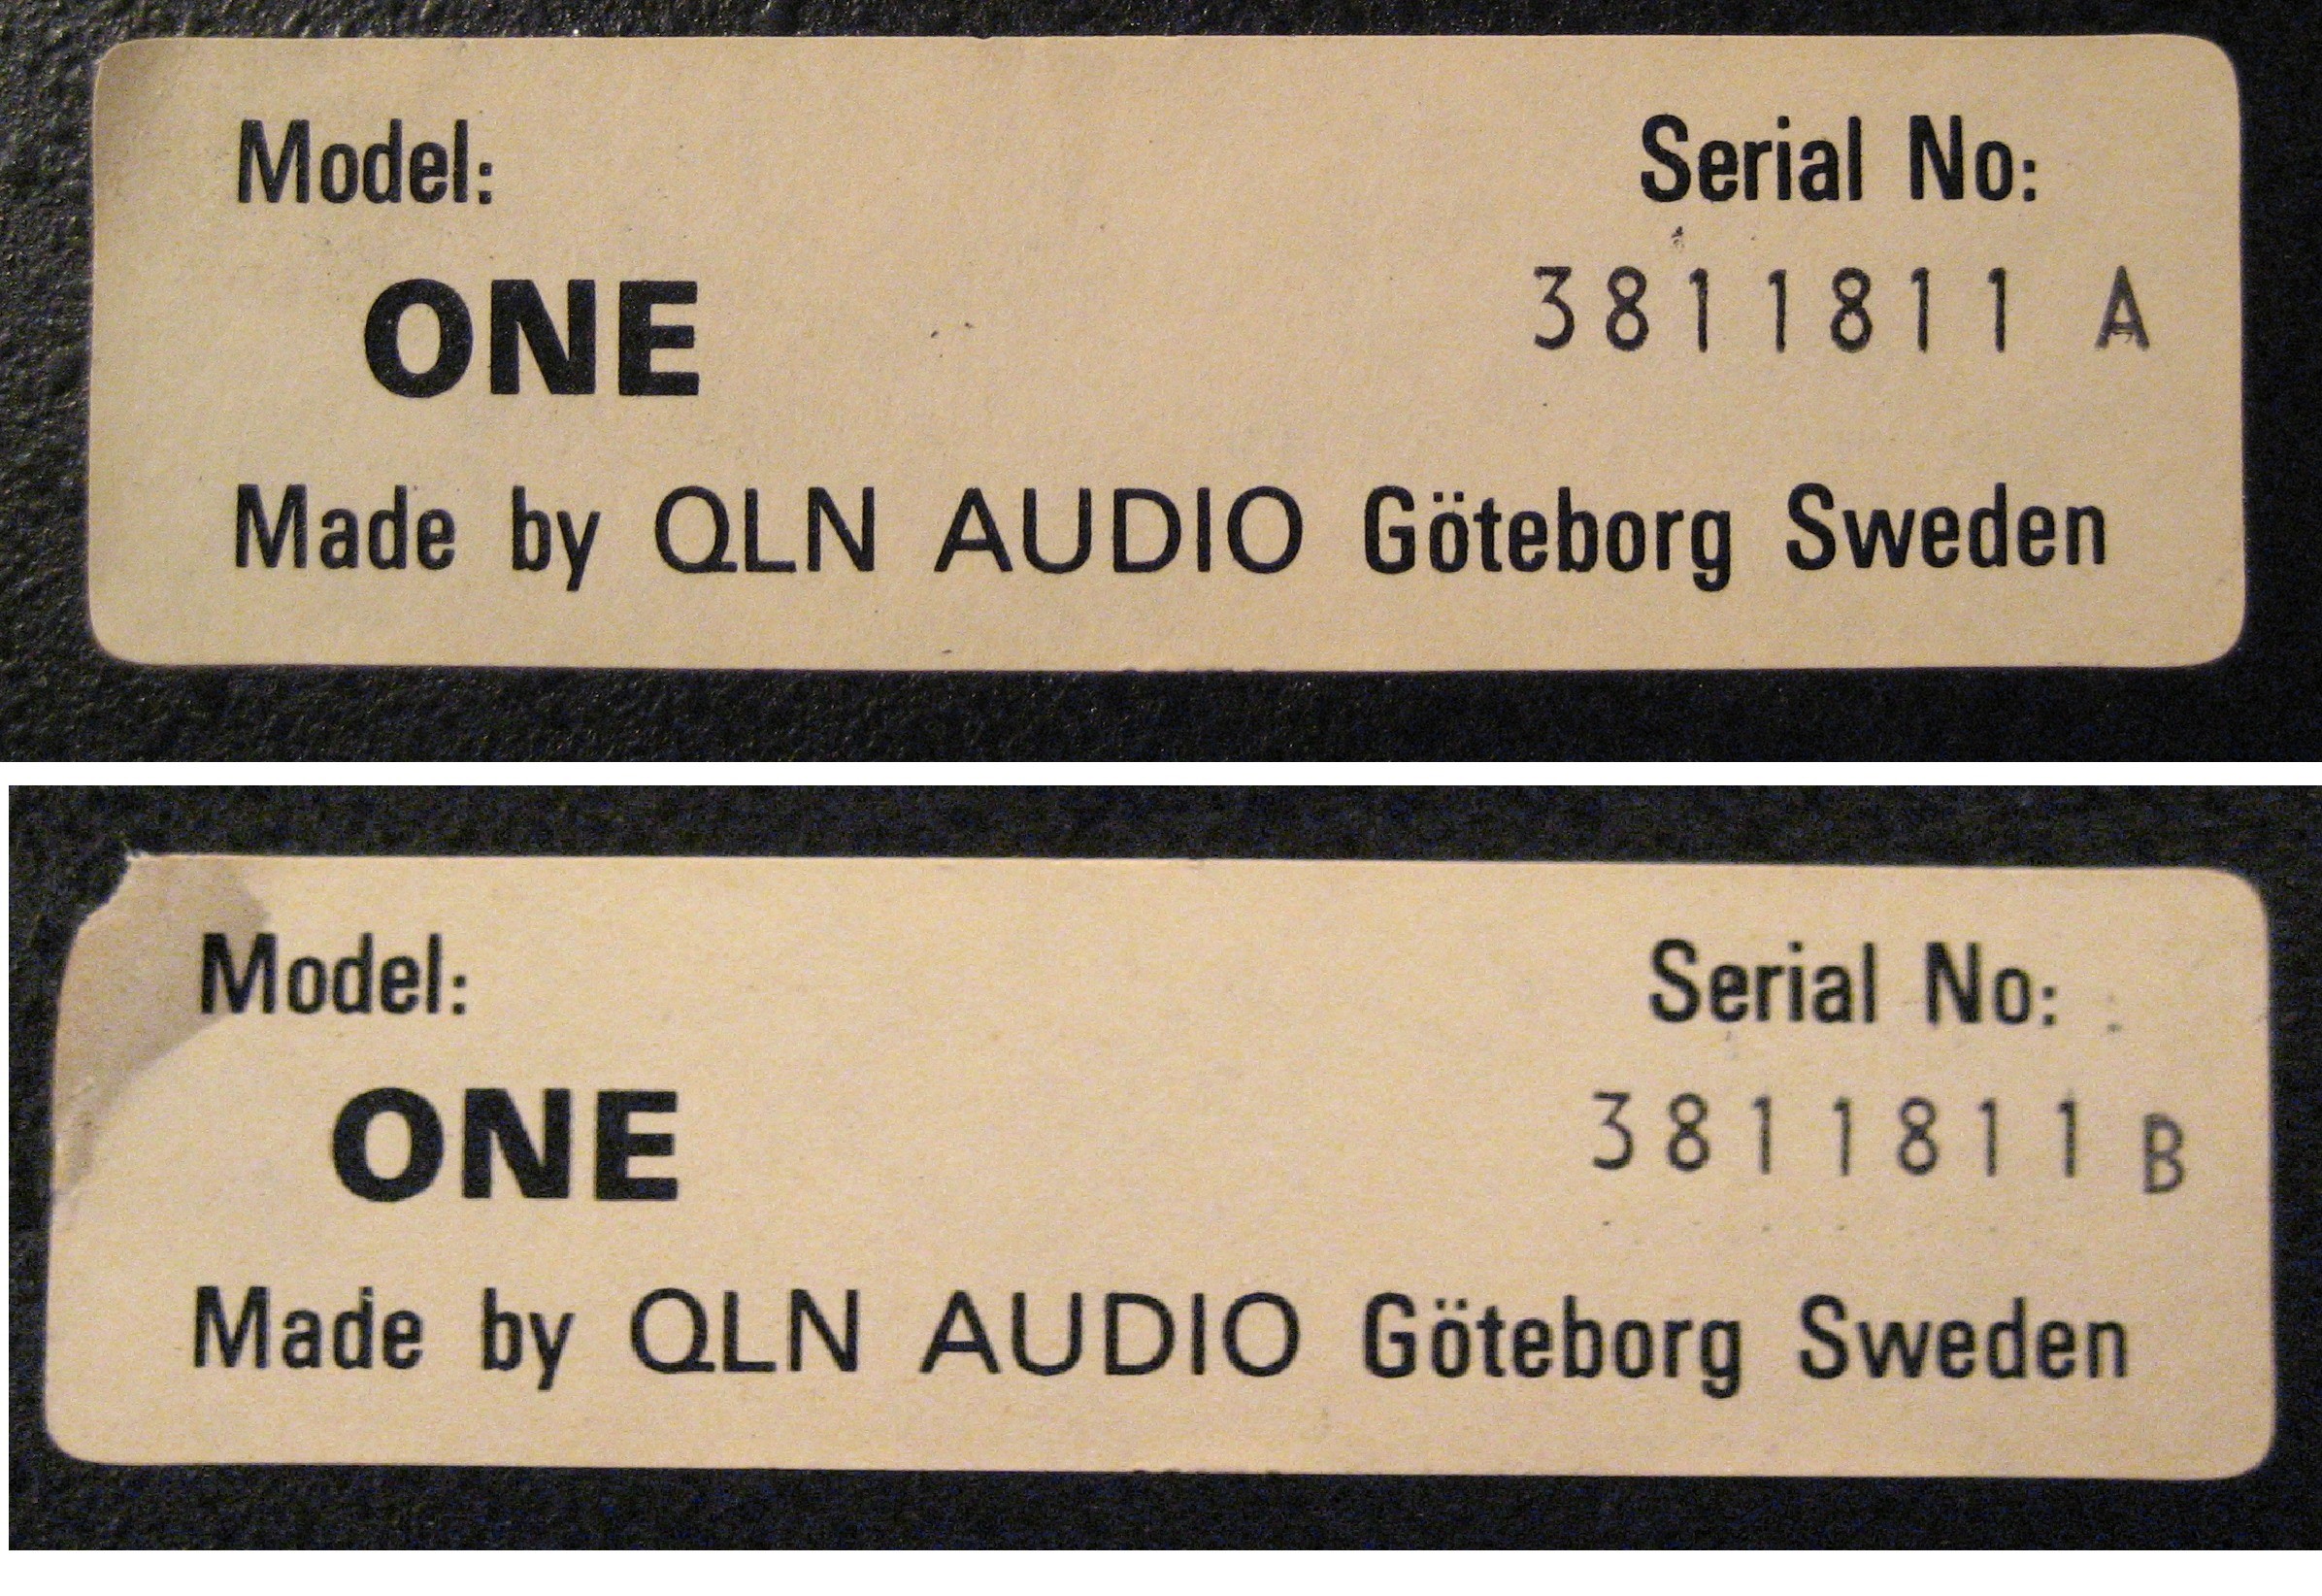 Model: Serial No:
ONE 3811811 A
Made by QLN AUDIO Göteborg Sweden
Model: Serial No:
ONE 3811811 B
Made by QLN AUDIO Göteborg Sweden